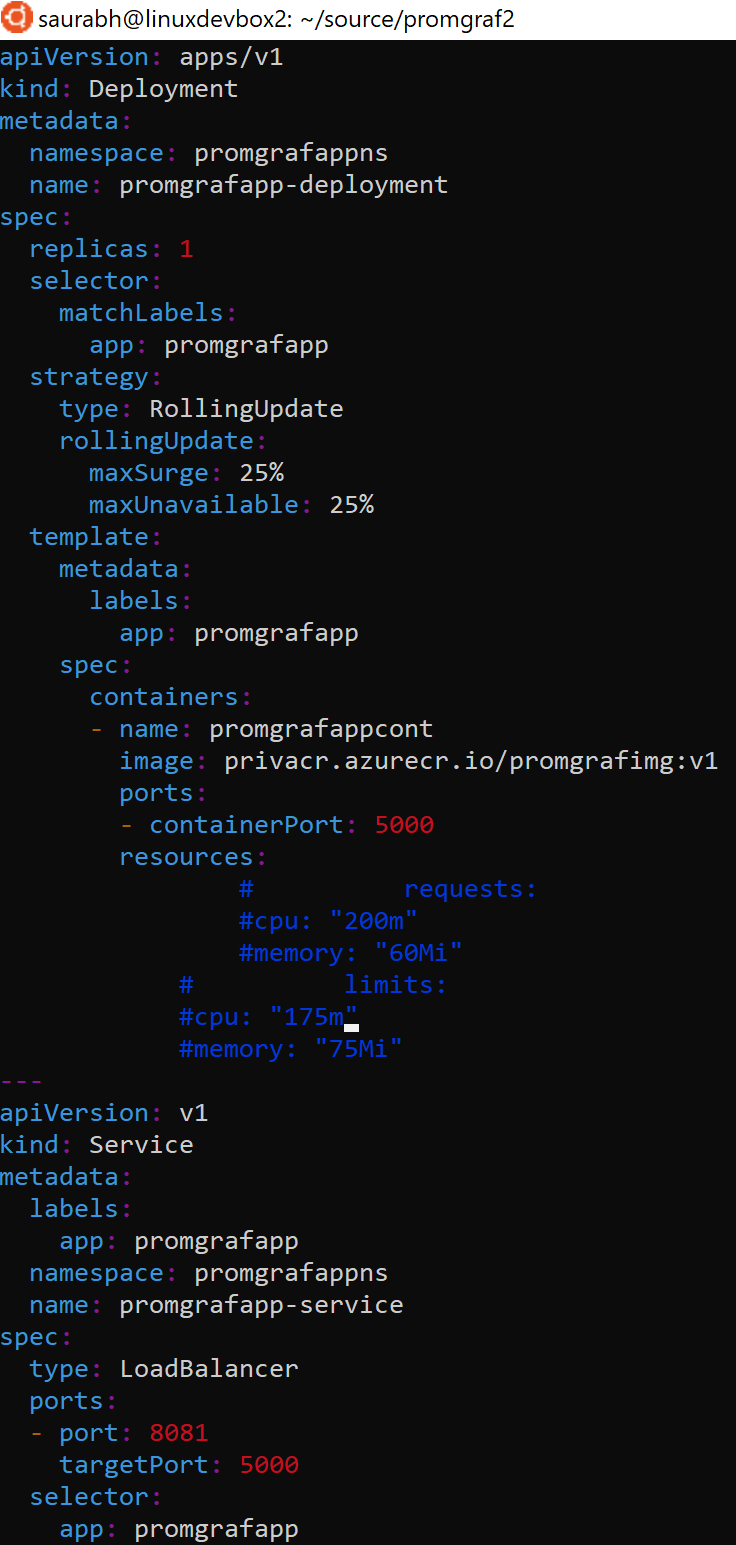 saurabh@linuxdevbox2: ~/source/promgraf2
apiVersion: apps/v1
kind: Deployment
metadata:
  namespace: promgrafappns
  name: promgrafapp-deployment
spec:
  replicas: 1
  selector:
    matchLabels:
      app: promgrafapp
  strategy:
    type: RollingUpdate
    rollingUpdate:
      maxSurge: 25%
      maxUnavailable: 25%
  template:
    metadata:
      labels:
        app: promgrafapp
    spec:
      containers:
      - name: promgrafappcont
        image: privacr.azurecr.io/promgrafimg:v1
        ports:
        - containerPort: 5000
        resources:
                #          requests:
                #cpu: "200m"
                #memory: "60Mi"
            #          limits:
            #cpu: "175m"
            #memory: "75Mi"
---
apiVersion: v1
kind: Service
metadata:
  labels:
    app: promgrafapp
  namespace: promgrafappns
  name: promgrafapp-service
spec:
  type: LoadBalancer
  ports:
  - port: 8081
    targetPort: 5000
  selector:
    app: promgrafapp